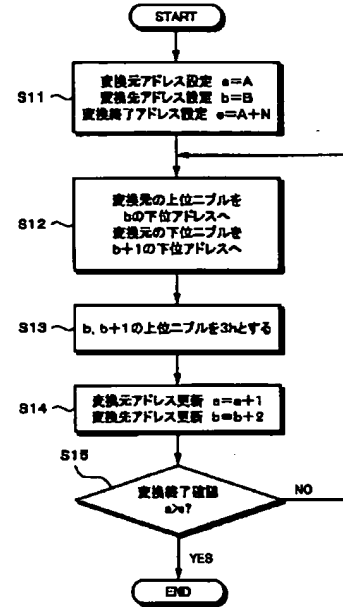 START
S11
変換元アドレス設定 a=A
変換先アドレス設定 b=B
変換終了アドレス設定 e=A+N
S12
変換元の上位ニブルを
bの下位アドレスへ
変換元の下位ニブルを
b+1の下位アドレスへ
S13
b、b+1の上位ニブルを3hとする
S14
変換元アドレス更新 a=a+1
変換先アドレス更新 b=b+2
S15
変換終了確認
a>e?
NO
YES
END